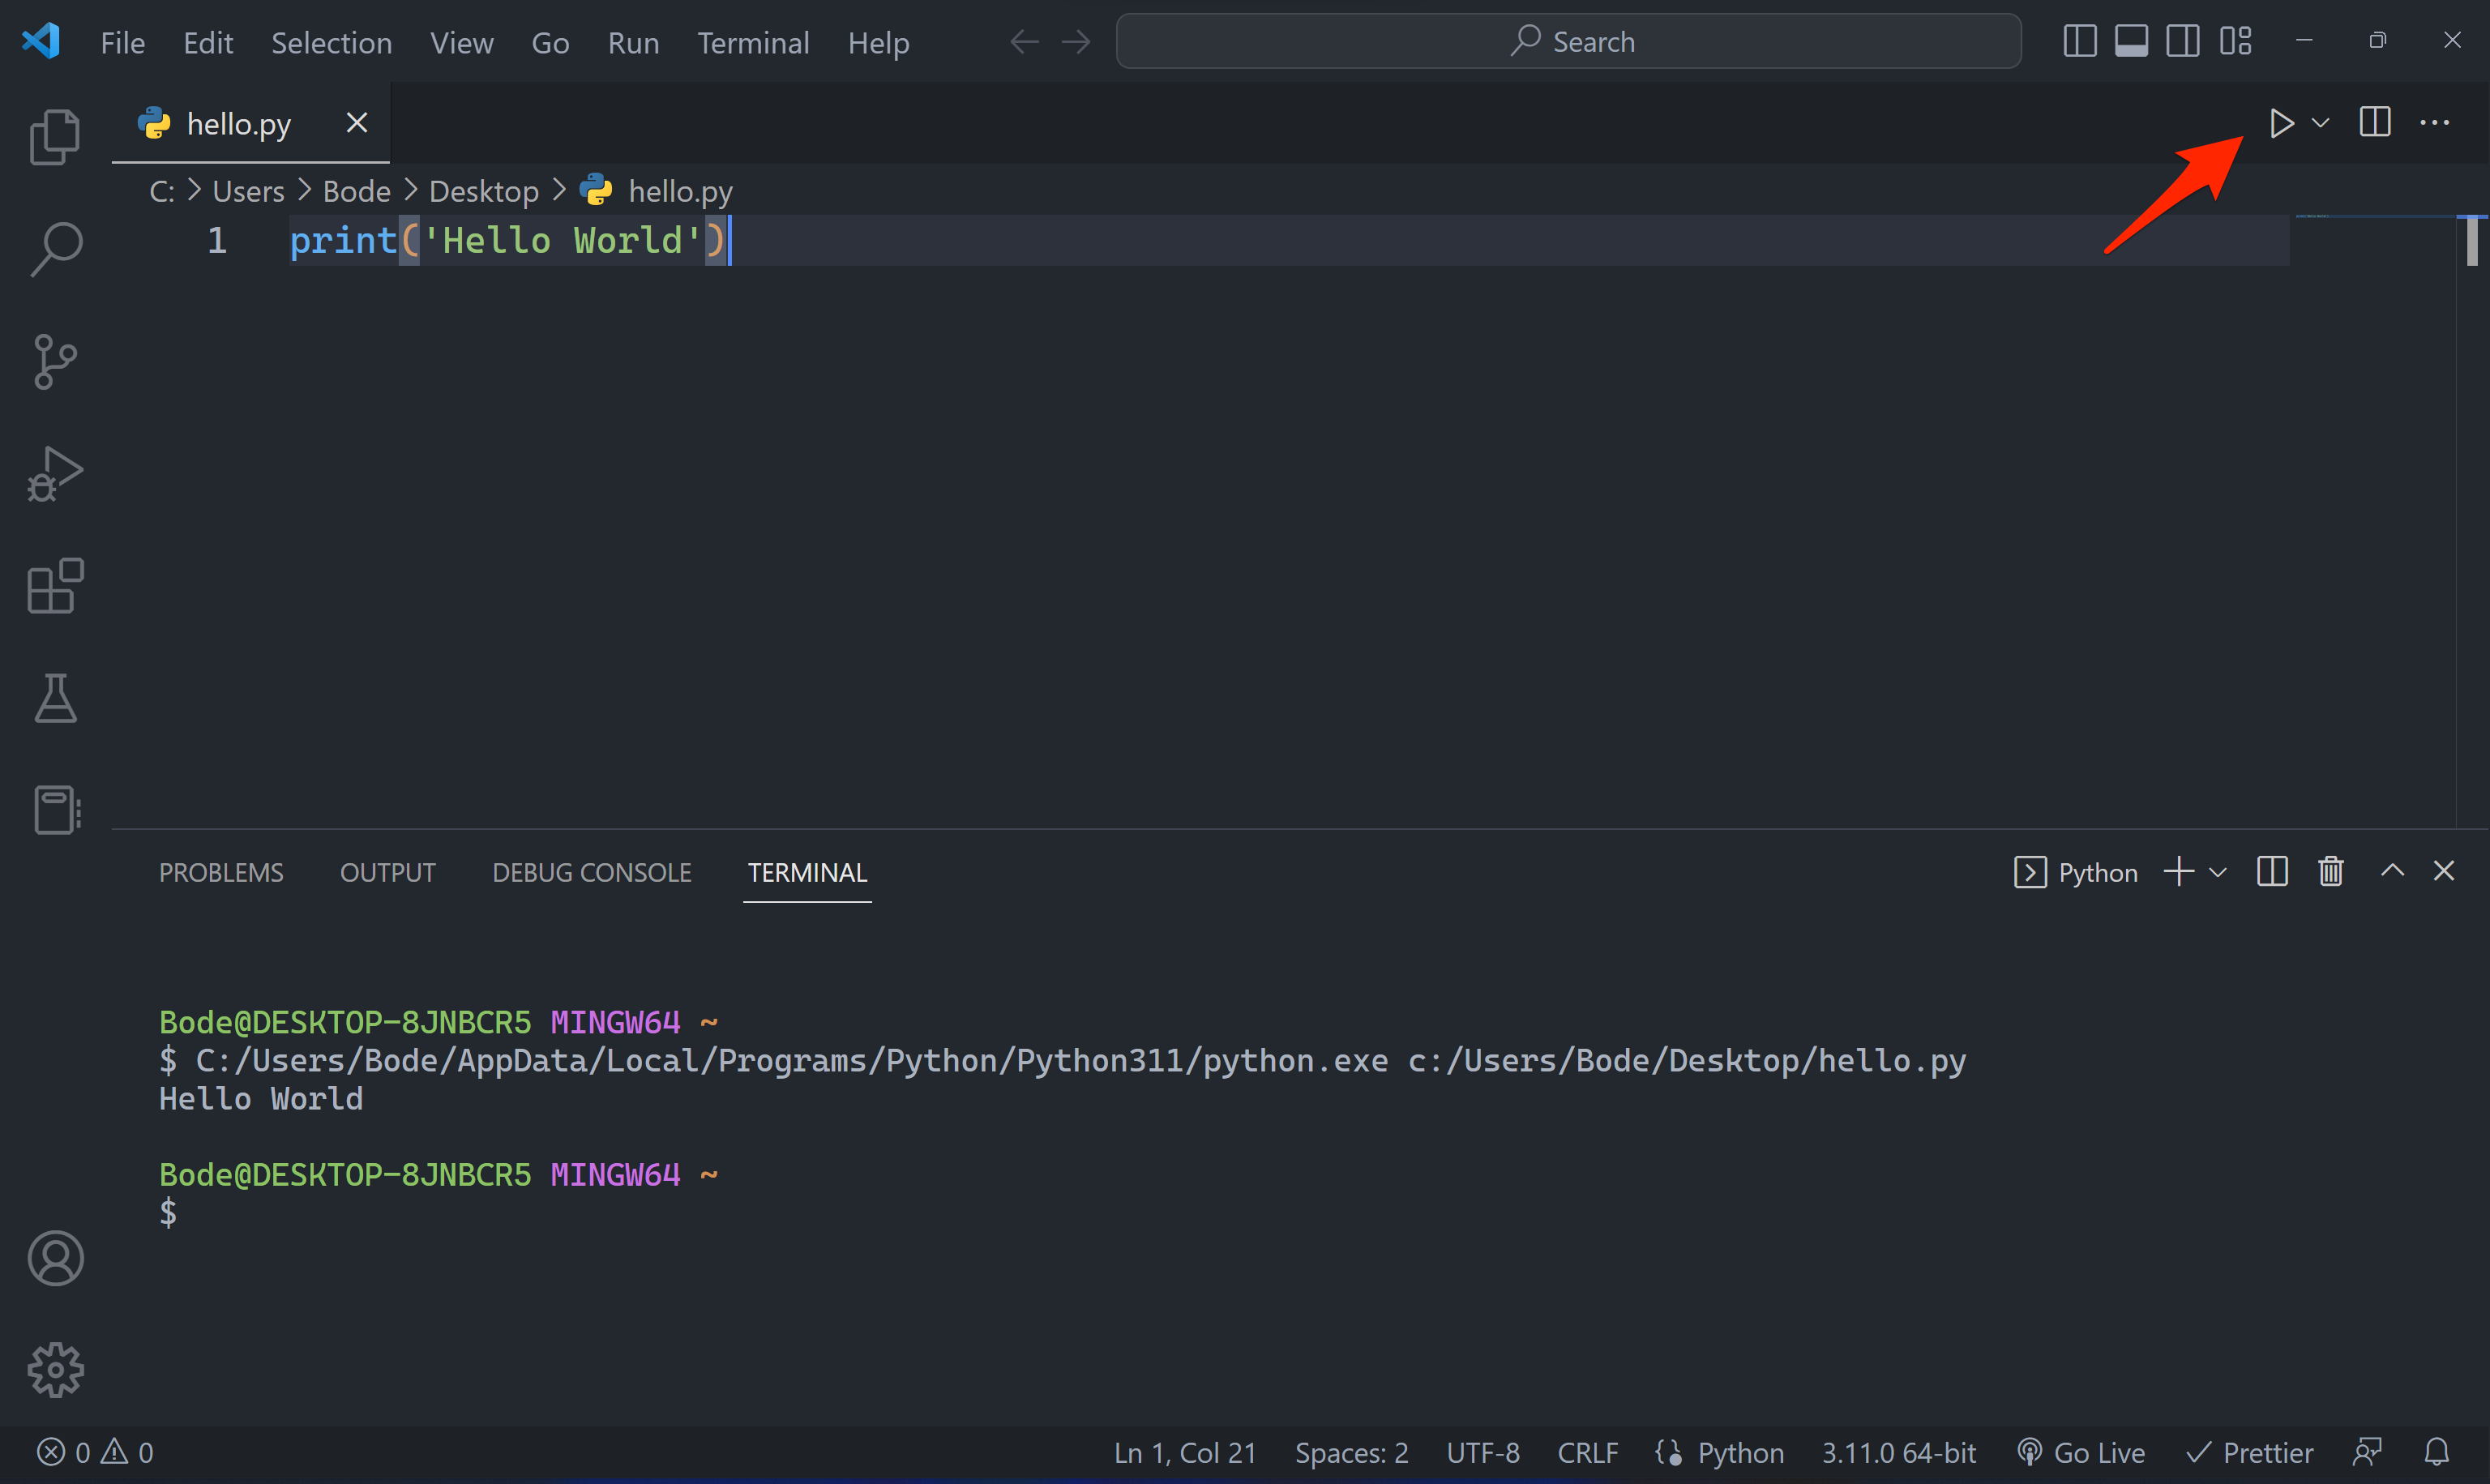 File Edit Selection View Go Run Terminal Help Search
hello.py
C: > Users > Bode > Desktop > hello.py
1 print('Hello World')
PROBLEMS OUTPUT DEBUG CONSOLE TERMINAL Python
Bode@DESKTOP-8JNBCR5 MINGW64 ~
$ C:/Users/Bode/AppData/Local/Programs/Python/Python311/python.exe c:/Users/Bode/Desktop/hello.py
Hello World
Bode@DESKTOP-8JNBCR5 MINGW64 ~
$
0 0 Ln 1, Col 21 Spaces: 2 UTF-8 CRLF Python 3.11.0 64-bit Go Live Prettier